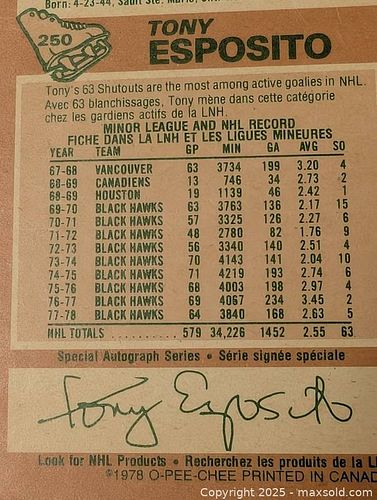 Born: 4-23-44, Sault Ste. Marie,
250
TONY
ESPOSITO
Tony's 63 Shutouts are the most among active goalies in NHL.
Avec 63 blanchissages, Tony mène dans cette catégorie
chez les gardiens actifs de la LNH.
MINOR LEAGUE AND NHL RECORD
FICHE DANS LA LNH ET LES LIGUES MINEURES
YEAR TEAM GP MIN GA AVG SO
67-68 VANCOUVER 63 3734 199 3.20 4
68-69 CANADIENS 13 746 34 2.73 2
68-69 HOUSTON 19 1139 46 2.42 1
69-70 BLACK HAWKS 63 3763 136 2.17 15
70-71 BLACK HAWKS 57 3325 126 2.27 6
71-72 BLACK HAWKS 48 2780 82 1.76 9
72-73 BLACK HAWKS 56 3340 140 2.51 4
73-74 BLACK HAWKS 70 4143 141 2.04 10
74-75 BLACK HAWKS 71 4219 193 2.74 6
75-76 BLACK HAWKS 68 4003 198 2.97 4
76-77 BLACK HAWKS 69 4067 234 3.45 2
77-78 BLACK HAWKS 64 3840 168 2.63 5
NHL TOTALS .......... 579 34,226 1452 2.55 63
Special Autograph Series • Série signée spéciale
Tony Esposito
Look for NHL Products • Recherchez les produits de la L
©1978 O-PEE-CHEE PRINTED IN CANAD
Copyright 2025 - maxsold.com